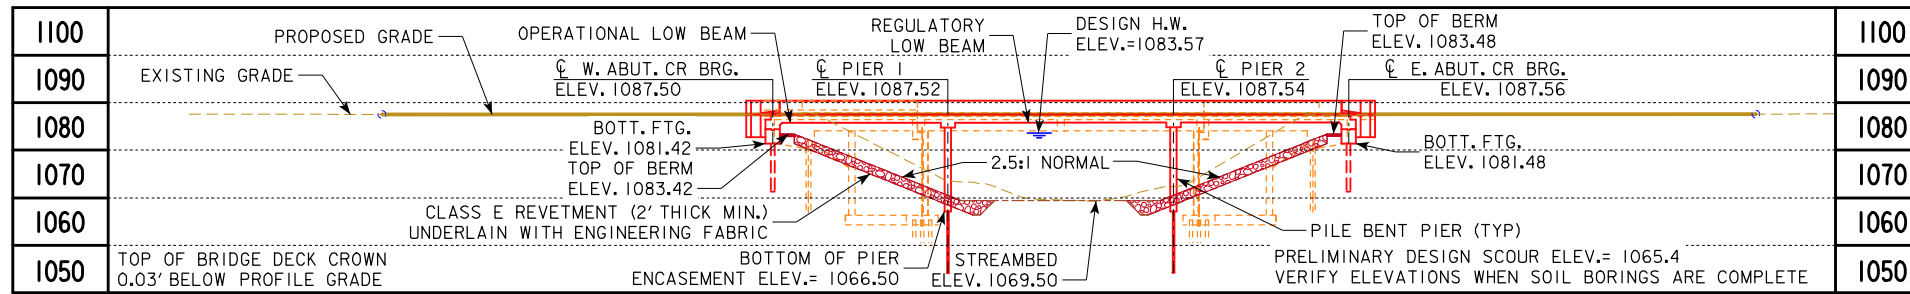 1100
1090
1080
1070
1060
1050
PROPOSED GRADE
EXISTING GRADE
OPERATIONAL LOW BEAM
REGULATORY
LOW BEAM
DESIGN H.W.
ELEV.=1083.57
TOP OF BERM
ELEV. 1083.48
℄ W. ABUT. CR BRG.
ELEV. 1087.50
℄ PIER 1
ELEV. 1087.52
℄ PIER 2
ELEV. 1087.54
℄ E. ABUT. CR BRG.
ELEV. 1087.56
BOTT. FTG.
ELEV. 1081.42
TOP OF BERM
ELEV. 1083.42
2.5:1 NORMAL
BOTT. FTG.
ELEV. 1081.48
CLASS E REVETMENT (2' THICK MIN.)
UNDERLAIN WITH ENGINEERING FABRIC
PILE BENT PIER (TYP)
TOP OF BRIDGE DECK CROWN
0.03' BELOW PROFILE GRADE
BOTTOM OF PIER
ENCASEMENT ELEV.= 1066.50
STREAMBED
ELEV. 1069.50
PRELIMINARY DESIGN SCOUR ELEV.= 1065.4
VERIFY ELEVATIONS WHEN SOIL BORINGS ARE COMPLETE
1100
1090
1080
1070
1060
1050